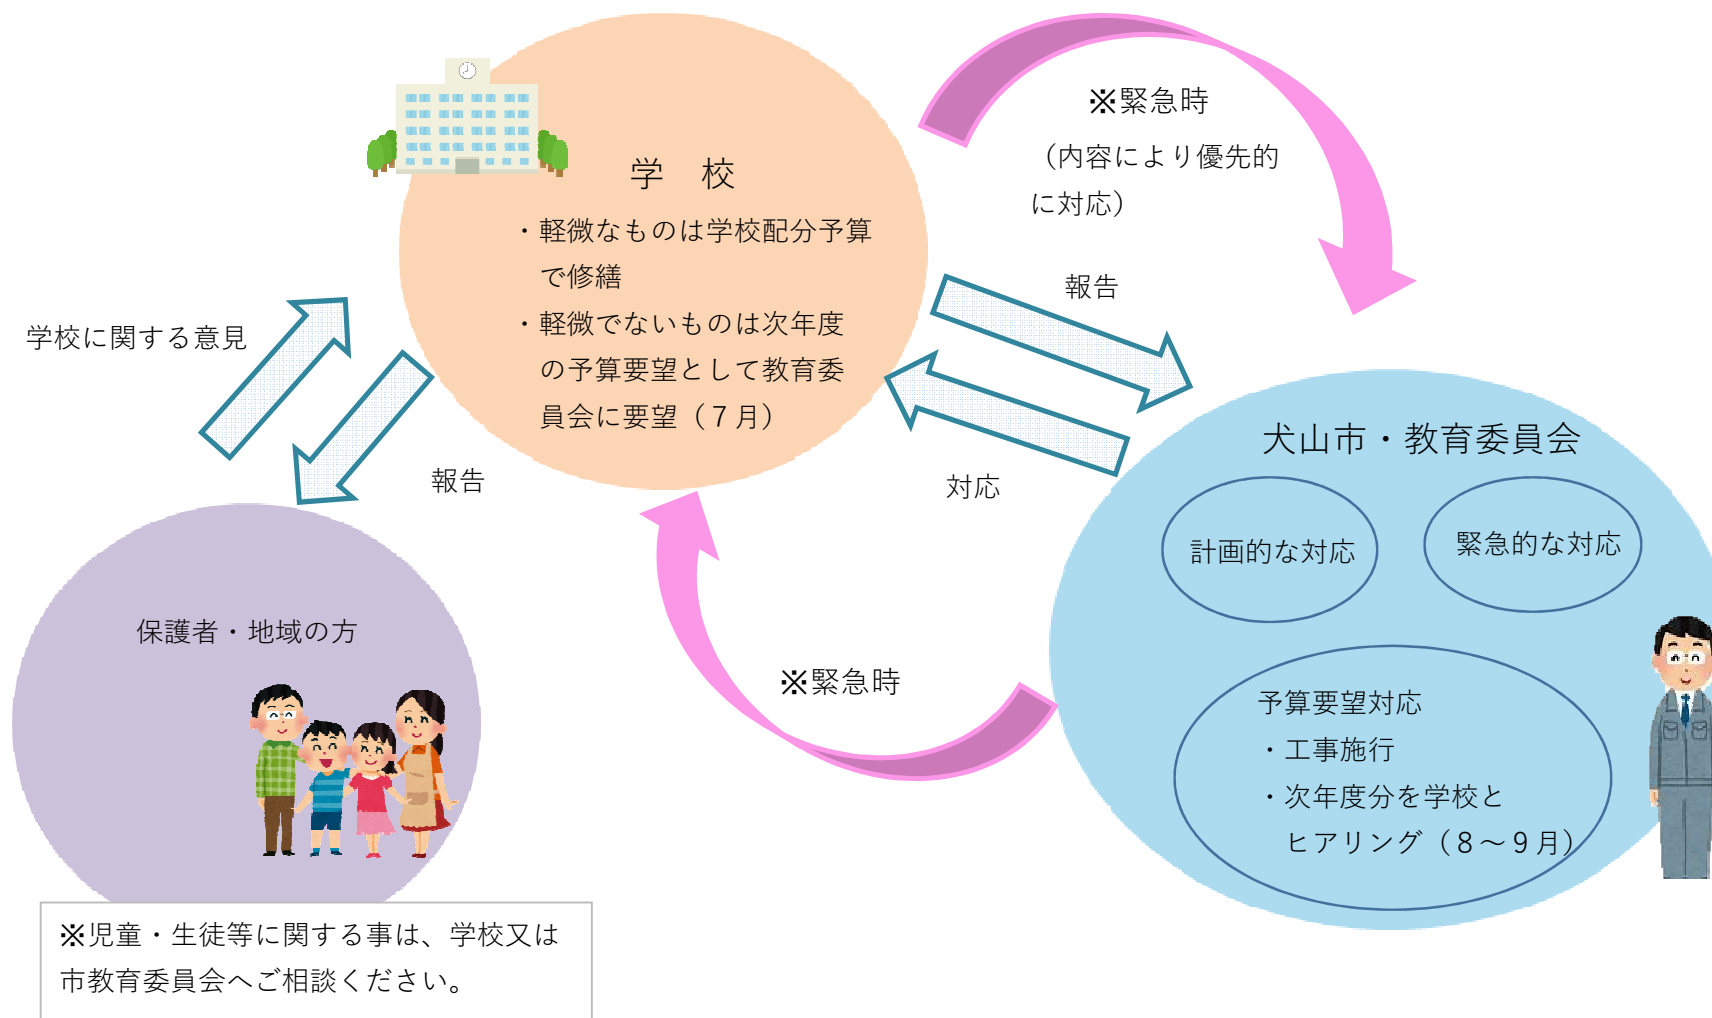 学　校
・軽微なものは学校配分予算
で修繕
・軽微でないものは次年度
の予算要望として教育委
員会に要望（７月）
※緊急時
（内容により優先的
に対応）
学校に関する意見
報告
報告
対応
犬山市・教育委員会
計画的な対応
緊急的な対応
予算要望対応
・工事施行
・次年度分を学校と
ヒアリング（８～９月）
※緊急時
保護者・地域の方
※児童・生徒等に関する事は、学校又は
市教育委員会へご相談ください。